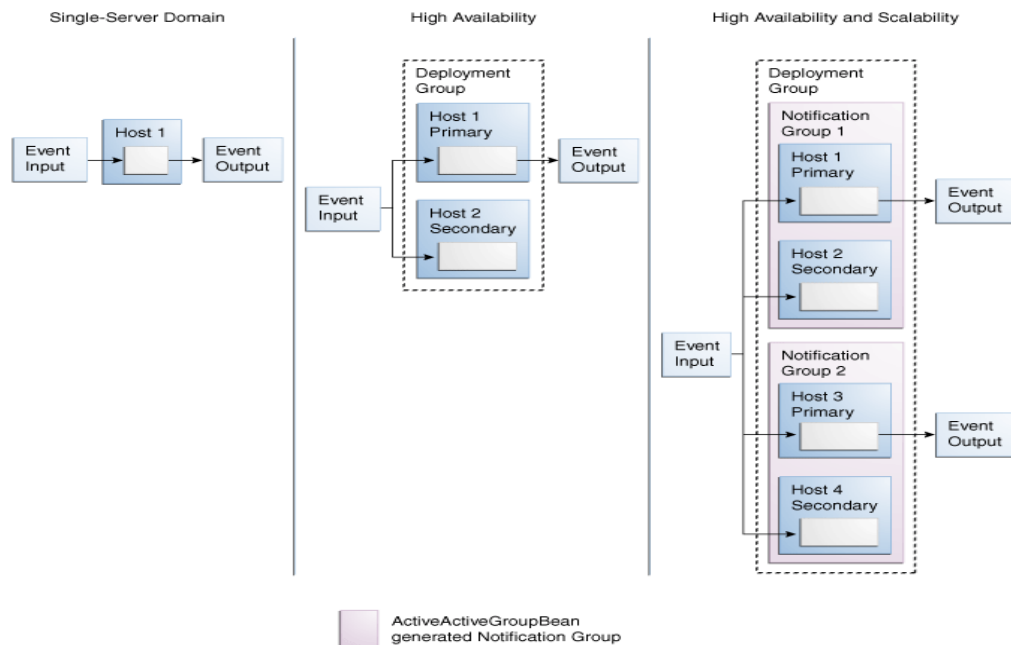 Single-Server Domain
Event
Input
Host 1
Event
Output
High Availability
Deployment
Group
Host 1
Primary
Event
Output
Event
Input
Host 2
Secondary
High Availability and Scalability
Deployment
Group
Notification
Group 1
Host 1
Primary
Event
Output
Host 2
Secondary
Event
Input
Notification
Group 2
Host 3
Primary
Event
Output
Host 4
Secondary
ActiveActiveGroupBean
generated Notification Group